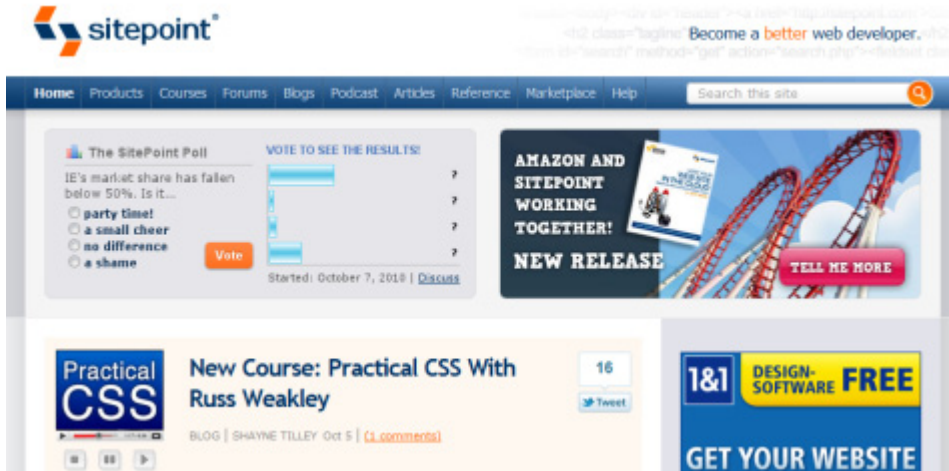 sitepoint
Become a better web developer.
Home Products Courses Forums Blogs Podcast Articles Reference Marketplace Help
Search this site
The SitePoint Poll
IE's market share has fallen
below 50%. Is it...
party time!
a small cheer
no difference
a shame
Vote
VOTE TO SEE THE RESULTS!
?
?
?
?
Started: October 7, 2010 | Discuss
AMAZON AND
SITEPOINT
WORKING
TOGETHER!
NEW RELEASE
TELL ME MORE
Practical
CSS
New Course: Practical CSS With
Russ Weakley
BLOG | SHAYNE TILLEY Oct 5 | (1 comments)
16
Tweet
1&1
DESIGN-
SOFTWARE FREE
GET YOUR WEBSITE